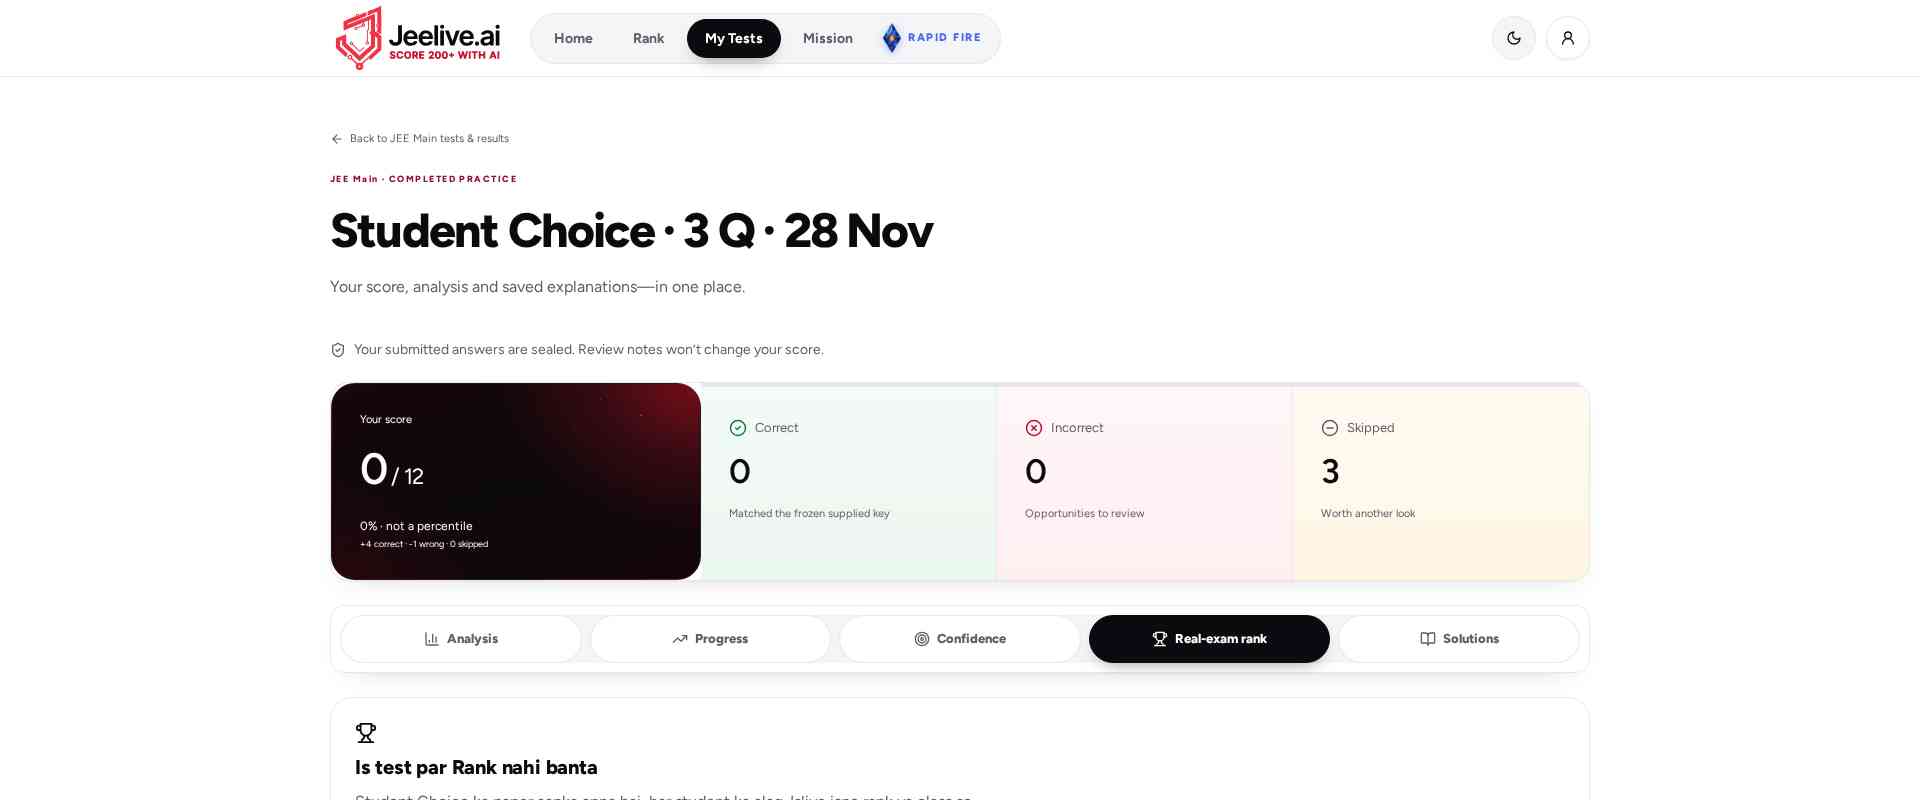 Jeelive.ai
SCORE 200+ WITH AI
Home
Rank
My Tests
Mission
RAPID FIRE
Back to JEE Main tests & results
JEE Main · COMPLETED PRACTICE
Student Choice · 3 Q · 28 Nov
Your score, analysis and saved explanations—in one place.
Your submitted answers are sealed. Review notes won't change your score.
Your score
0 / 12
0% · not a percentile
+4 correct · -1 wrong · 0 skipped
Correct
0
Matched the frozen supplied key
Incorrect
0
Opportunities to review
Skipped
3
Worth another look
Analysis
Progress
Confidence
Real-exam rank
Solutions
Is test par Rank nahi banta